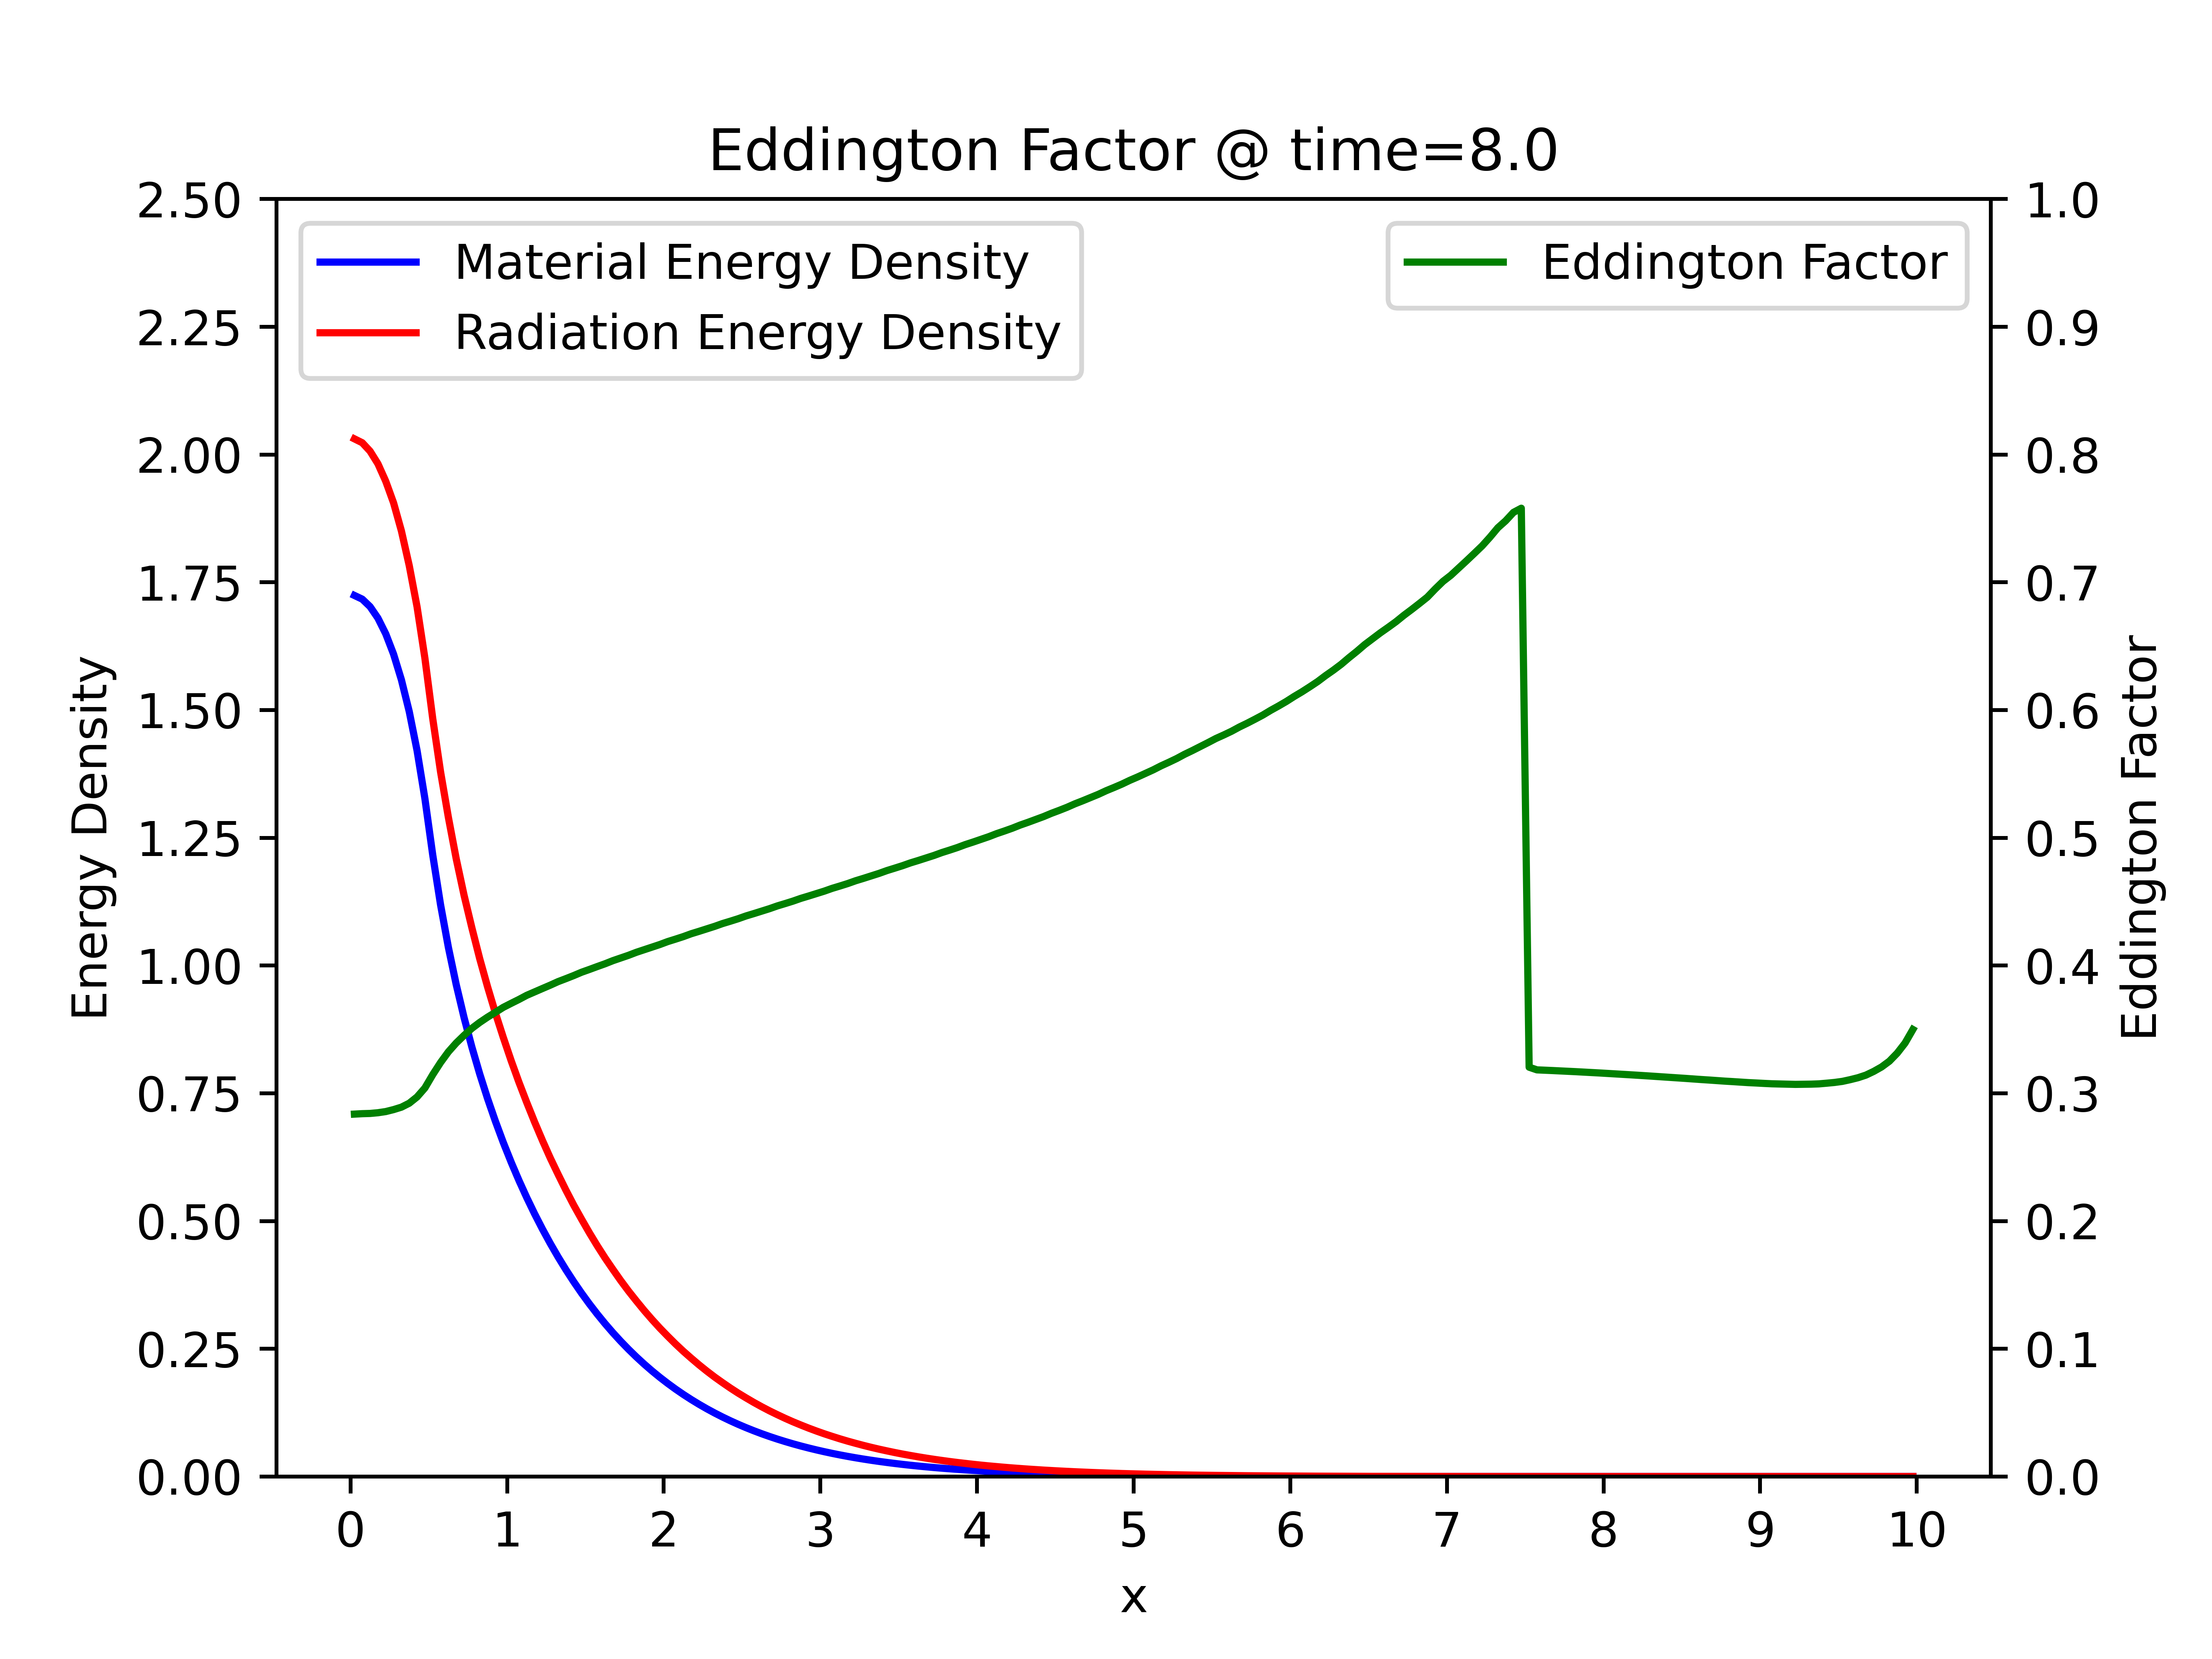 Eddington Factor @ time=8.0
Material Energy Density
Radiation Energy Density
Eddington Factor
Energy Density
2.50
2.25
2.00
1.75
1.50
1.25
1.00
0.75
0.50
0.25
0.00
1.0
0.9
0.8
0.7
0.6
0.5
0.4
0.3
0.2
0.1
0.0
Eddington Factor
0 1 2 3 4 5 6 7 8 9 10
x